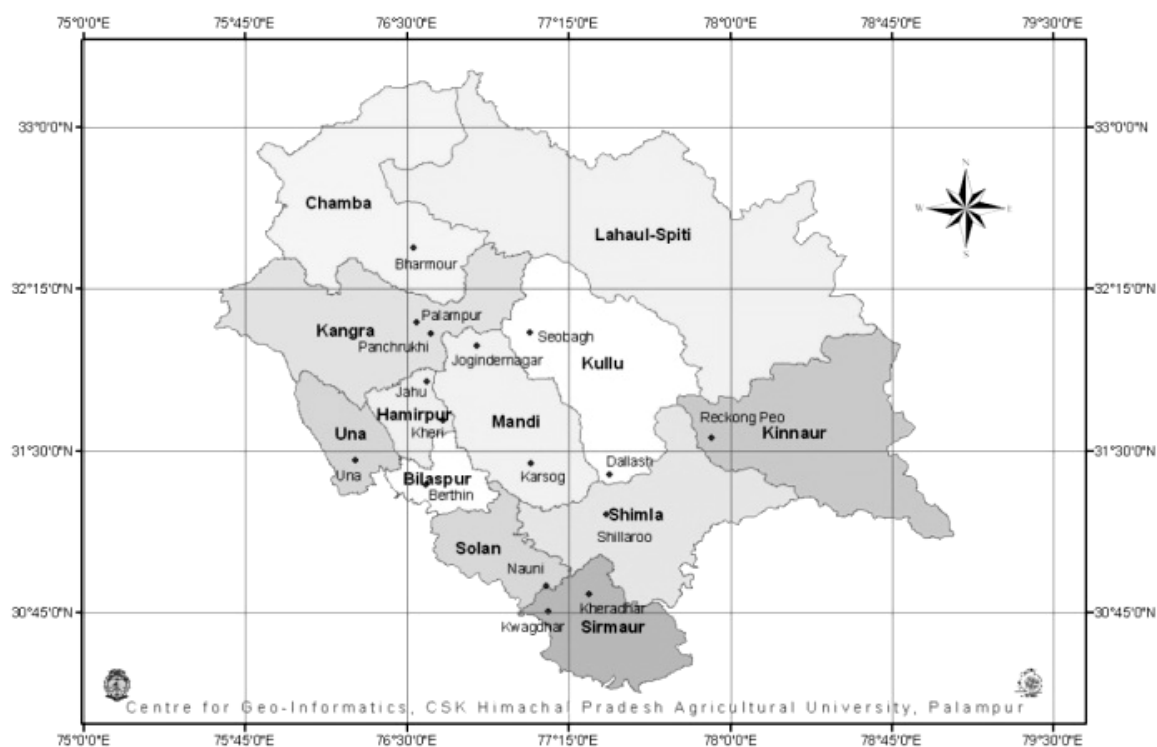 75°0'0"E 75°45'0"E 76°30'0"E 77°15'0"E 78°0'0"E 78°45'0"E 79°30'0"E
33°0'0"N 33°0'0"N
N
Chamba
W E
Lahaul-Spiti
S
Bharmour
32°15'0"N 32°15'0"N
Palampur
Kangra
Seobagh
Panchrukhi
Jogindernagar
Kullu
Jahu
Hamirpur
Reckong Peo
Mandi
Kheri
Una
Kinnaur
31°30'0"N 31°30'0"N
Dallash
Una
Bilaspur
Karsog
Berthin
Shimla
Shillaroo
Solan
Nauni
30°45'0"N 30°45'0"N
Kheradhar
Kwagdhar
Sirmaur
Centre for Geo-Informatics, CSK Himachal Pradesh Agricultural University, Palampur
75°0'0"E 75°45'0"E 76°30'0"E 77°15'0"E 78°0'0"E 78°45'0"E 79°30'0"E